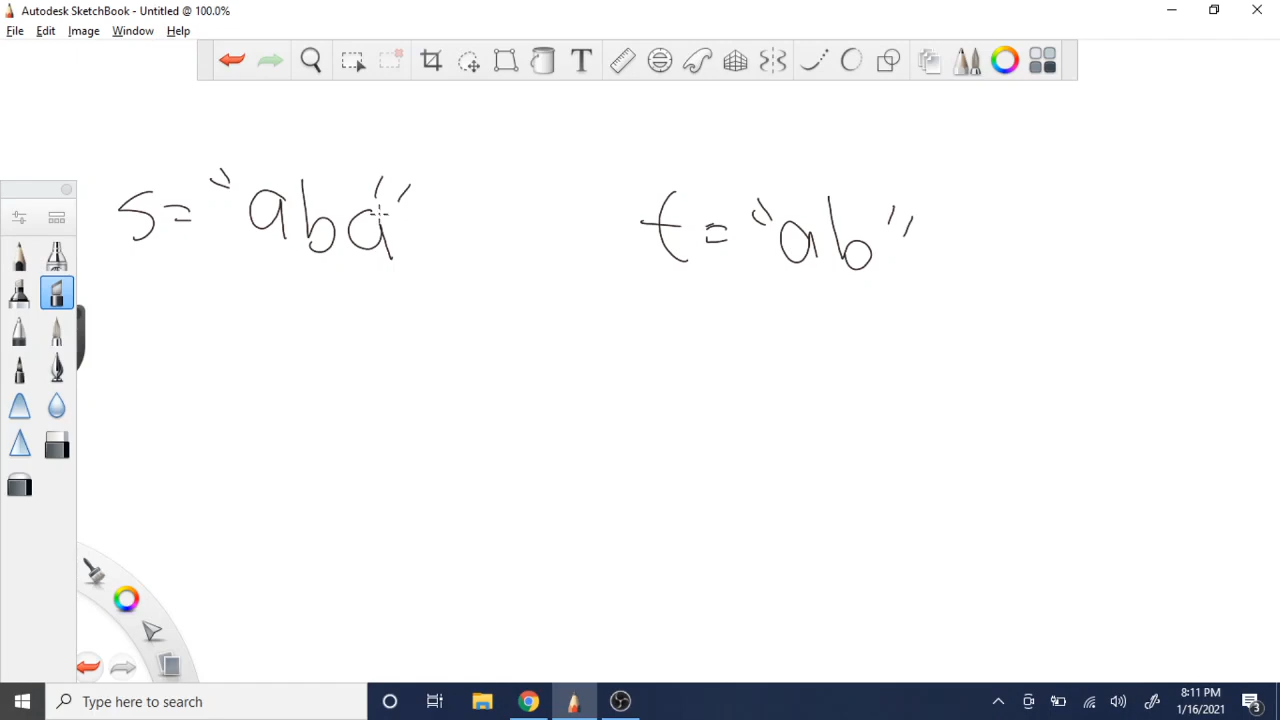 Autodesk SketchBook - Untitled @ 100.0%
File Edit Image Window Help
T
s = "aba"
t = "ab"
Type here to search
8:11 PM
1/16/2021
3